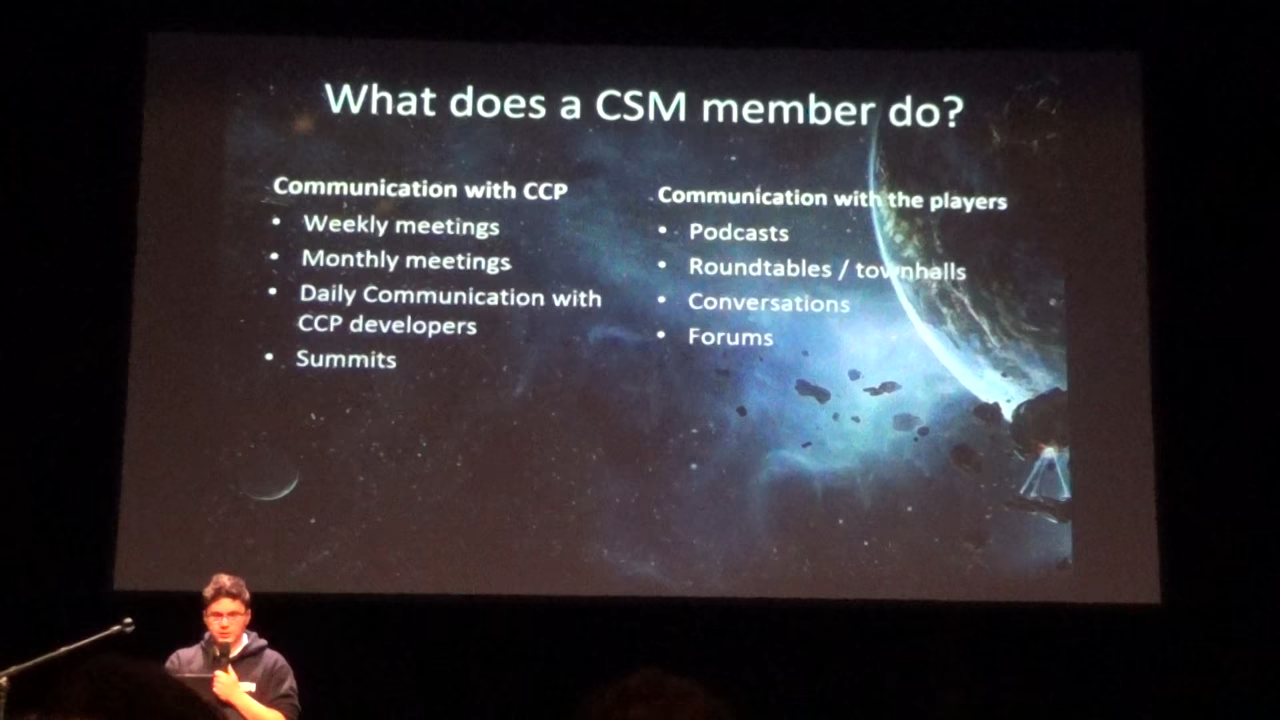 What does a CSM member do?
Communication with CCP
• Weekly meetings
• Monthly meetings
• Daily Communication with
CCP developers
• Summits
Communication with the players
• Podcasts
• Roundtables / townhalls
• Conversations
• Forums